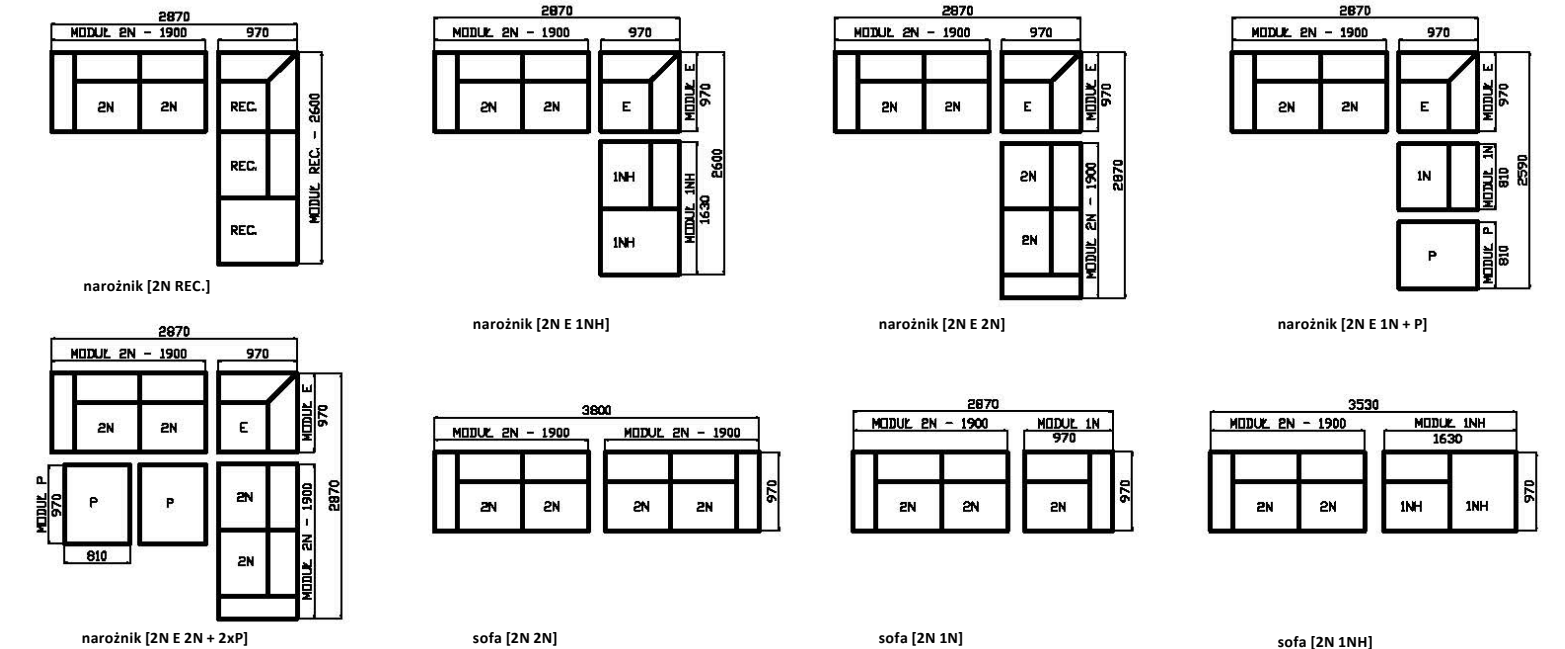 2870
MODUŁ 2N - 1900
970
2N
2N
REC.
REC.
REC.
MODUŁ REC. - 2600
narożnik [2N REC.]
2870
MODUŁ 2N - 1900
970
2N
2N
E
MODUŁ E
970
1NH
1NH
MODUŁ 1NH
1630
2600
narożnik [2N E 1NH]
2870
MODUŁ 2N - 1900
970
2N
2N
E
MODUŁ E
970
2N
2N
MODUŁ 2N - 1900
2870
narożnik [2N E 2N]
2870
MODUŁ 2N - 1900
970
2N
2N
E
MODUŁ E
970
1N
MODUŁ 1N
810
P
MODUŁ P
810
2590
narożnik [2N E 1N + P]
2870
MODUŁ 2N - 1900
970
2N
2N
E
MODUŁ E
970
MODUŁ P
970
P
P
810
2N
2N
MODUŁ 2N - 1900
2870
narożnik [2N E 2N + 2xP]
3800
MODUŁ 2N - 1900
MODUŁ 2N - 1900
2N
2N
2N
2N
970
sofa [2N 2N]
2870
MODUŁ 2N - 1900
MODUŁ 1N
970
2N
2N
2N
970
sofa [2N 1N]
3530
MODUŁ 2N - 1900
MODUŁ 1NH
1630
2N
2N
1NH
1NH
970
sofa [2N 1NH]